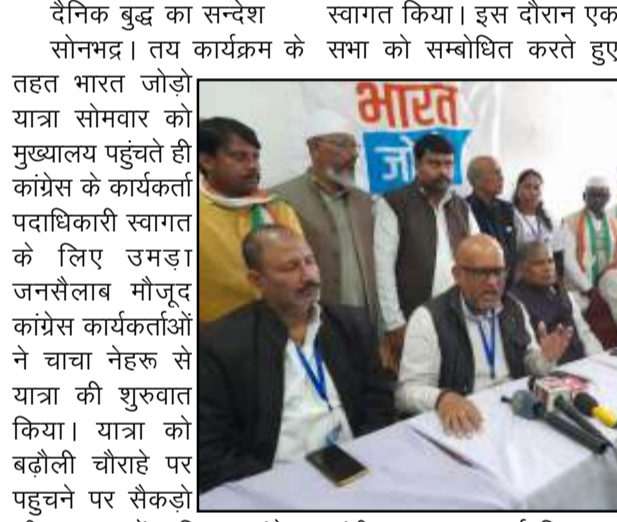 दैनिक बुद्ध का सन्देश
सोनभद्र। तय कार्यक्रम के
तहत भारत जोड़ो
यात्रा सोमवार को
मुख्यालय पहुंचते ही
कांग्रेस के कार्यकर्ता
पदाधिकारी स्वागत
के लिए उमड़ा
जनसैलाब मौजूद
कांग्रेस कार्यकर्ताओं
ने चाचा नेहरू से
यात्रा की शुरुवात
किया। यात्रा को
बढ़ौली चौराहे पर
पहुचने पर सैकड़ो
स्वागत किया। इस दौरान एक
सभा को सम्बोधित करते हुए
भारत
जो